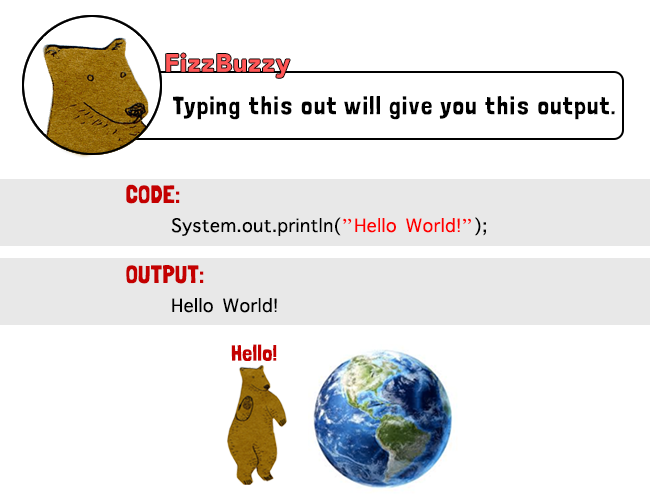 FizzBuzzy
Typing this out will give you this output.
CODE:
System.out.println(”Hello World!”);
OUTPUT:
Hello World!
Hello!